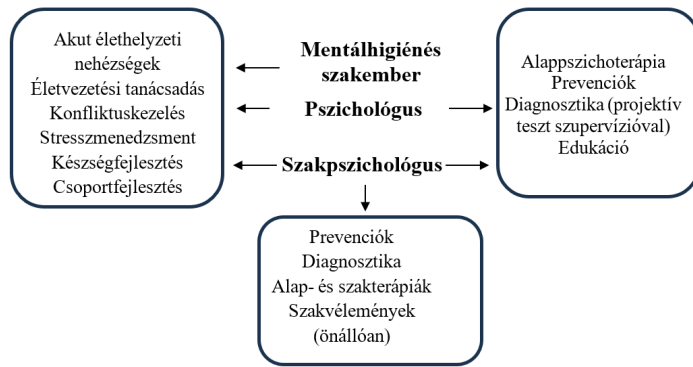 Akut élethelyzeti
nehézségek
Életvezetési tanácsadás
Konfliktuskezelés
Stresszmenedzsment
Készségfejlesztés
Csoportfejlesztés
Mentálhigiénés
szakember
Pszichológus
Szakpszichológus
Alappszichoterápia
Prevenciók
Diagnosztika (projektív
teszt szupervízióval)
Edukáció
Prevenciók
Diagnosztika
Alap- és szakterápiák
Szakvélemények
(önállóan)